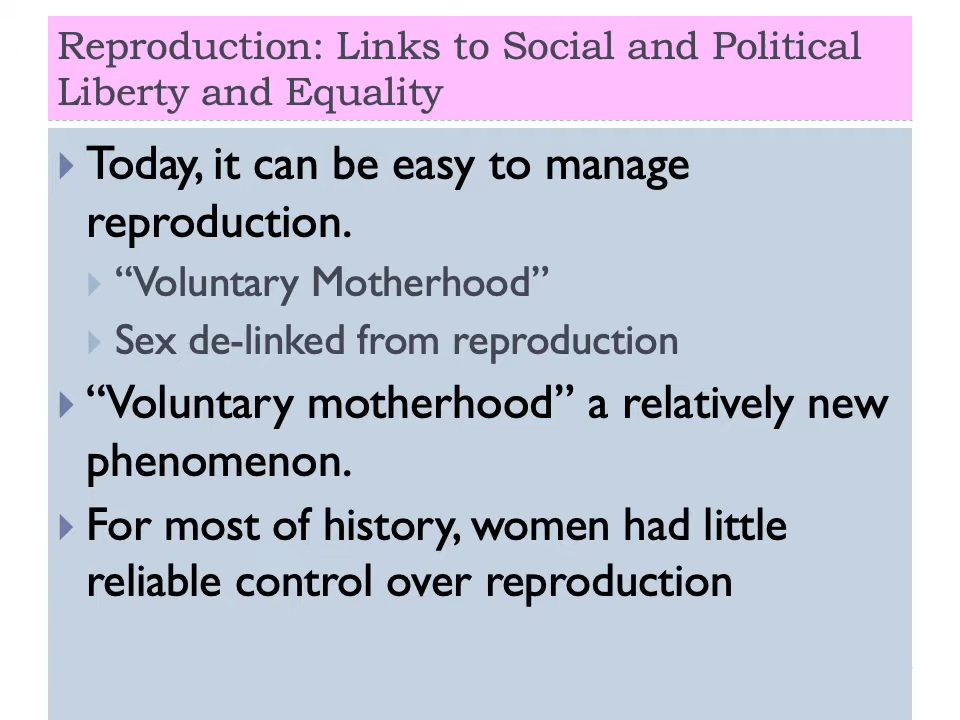 Reproduction: Links to Social and Political
Liberty and Equality
Today, it can be easy to manage
reproduction.
“Voluntary Motherhood”
Sex de-linked from reproduction
“Voluntary motherhood” a relatively new
phenomenon.
For most of history, women had little
reliable control over reproduction